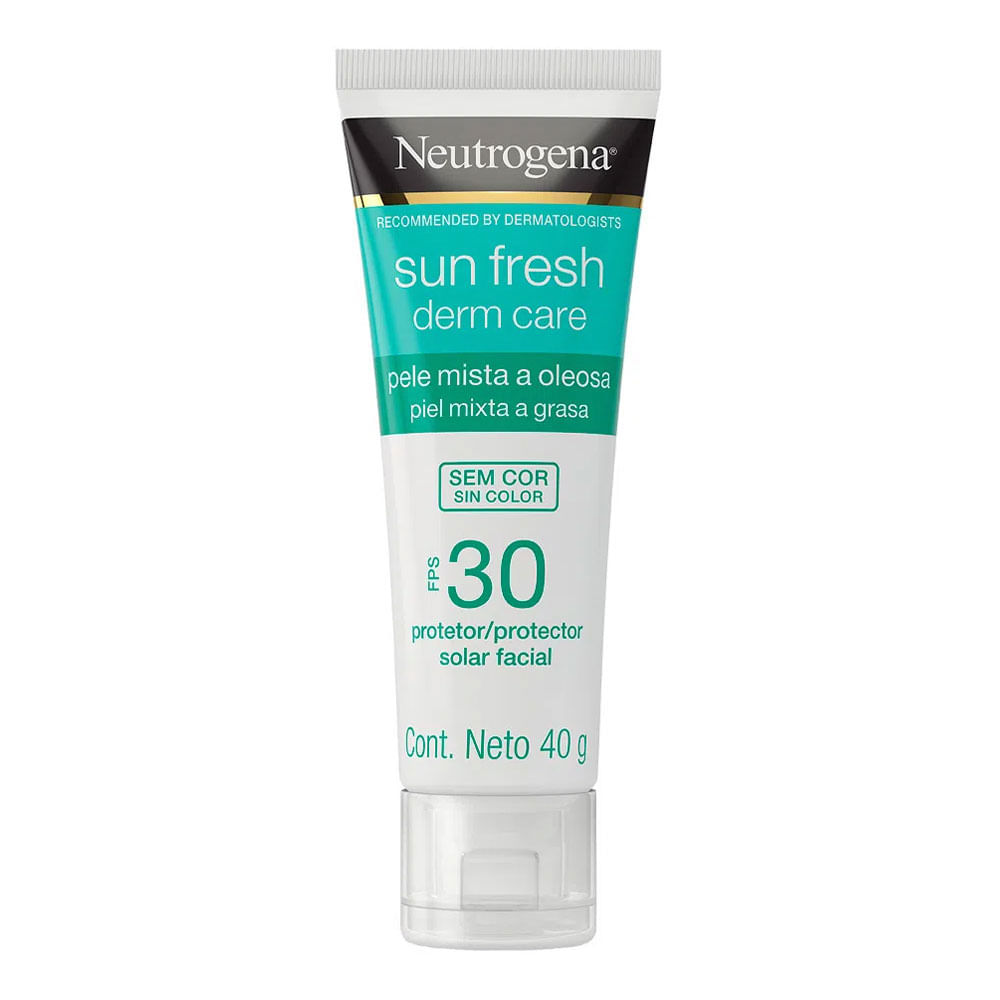 Neutrogena®
RECOMMENDED BY DERMATOLOGISTS
sun fresh
derm care
pele mista a oleosa
piel mixta a grasa
SEM COR
SIN COLOR
FPS 30
protetor/protector
solar facial
Cont. Neto 40 g